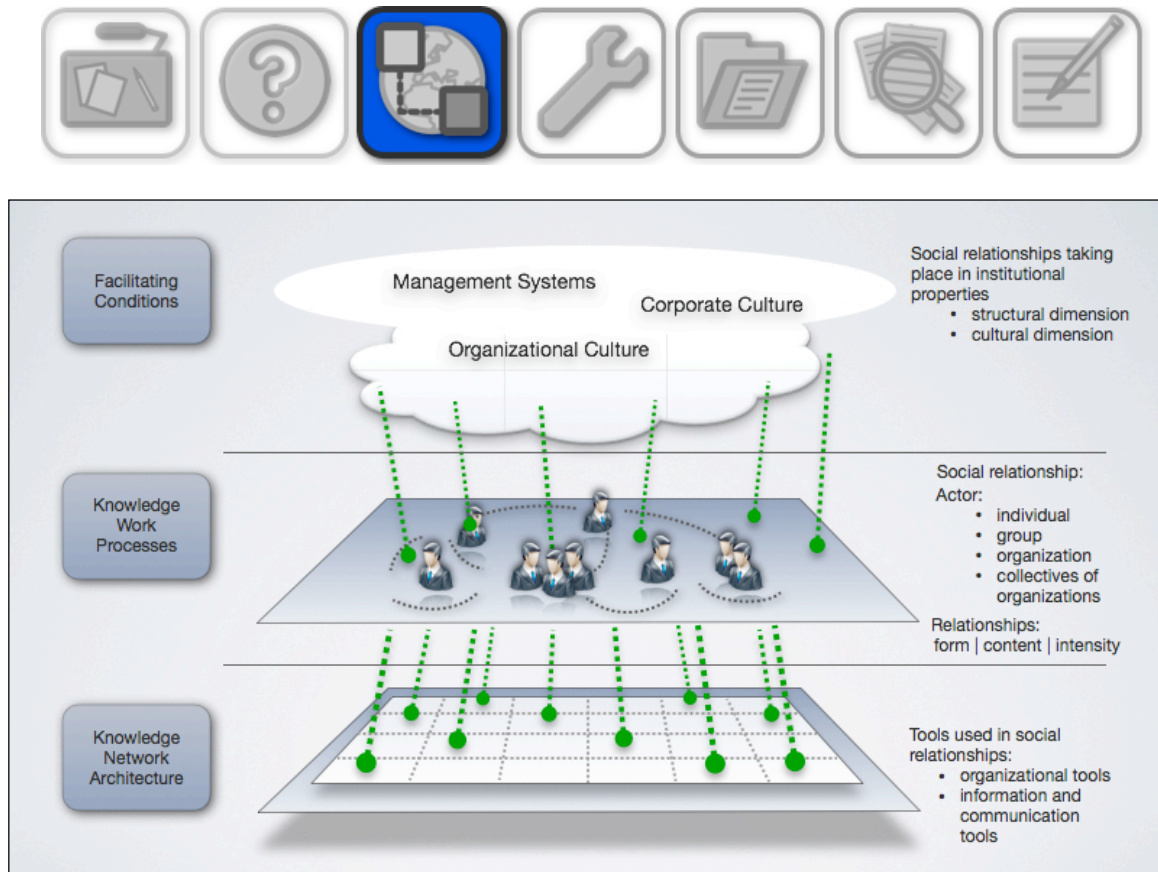 Facilitating
Conditions
Management Systems
Corporate Culture
Organizational Culture
Social relationships taking
place in institutional
properties
• structural dimension
• cultural dimension
Knowledge
Work
Processes
Social relationship:
Actor:
• individual
• group
• organization
• collectives of
organizations
Relationships:
form | content | intensity
Knowledge
Network
Architecture
Tools used in social
relationships:
• organizational tools
• information and
communication
tools